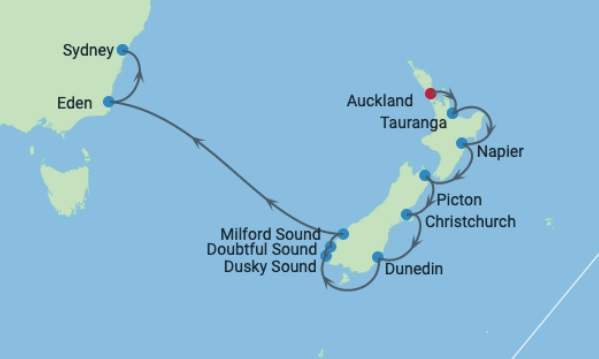 Sydney
Eden
Auckland
Tauranga
Napier
Picton
Christchurch
Milford Sound
Doubtful Sound
Dusky Sound
Dunedin